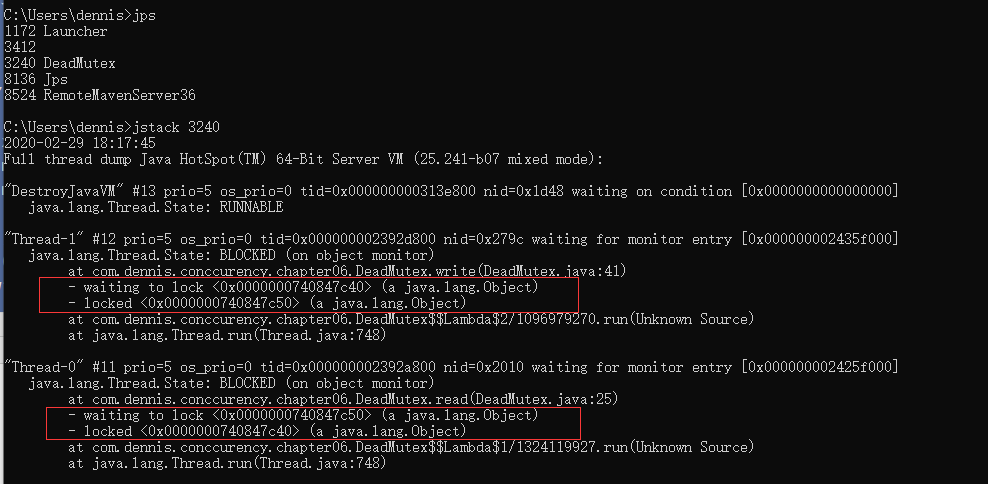 C:\Users\dennis>jps
1172 Launcher
3412
3240 DeadMutex
8136 Jps
8524 RemoteMavenServer36
C:\Users\dennis>jstack 3240
2020-02-29 18:17:45
Full thread dump Java HotSpot(TM) 64-Bit Server VM (25.241-b07 mixed mode):
"DestroyJavaVM" #13 prio=5 os_prio=0 tid=0x000000000313e800 nid=0x1d48 waiting on condition [0x0000000000000000]
java.lang.Thread.State: RUNNABLE
"Thread-1" #12 prio=5 os_prio=0 tid=0x000000002392d800 nid=0x279c waiting for monitor entry [0x000000002435f000]
java.lang.Thread.State: BLOCKED (on object monitor)
at com.dennis.conccurency.chapter06.DeadMutex.write(DeadMutex.java:41)
- waiting to lock <0x0000000740847c40> (a java.lang.Object)
- locked <0x0000000740847c50> (a java.lang.Object)
at com.dennis.conccurency.chapter06.DeadMutex$$Lambda$2/1096979270.run(Unknown Source)
at java.lang.Thread.run(Thread.java:748)
"Thread-0" #11 prio=5 os_prio=0 tid=0x000000002392a800 nid=0x2010 waiting for monitor entry [0x000000002425f000]
java.lang.Thread.State: BLOCKED (on object monitor)
at com.dennis.conccurency.chapter06.DeadMutex.read(DeadMutex.java:25)
- waiting to lock <0x0000000740847c50> (a java.lang.Object)
- locked <0x0000000740847c40> (a java.lang.Object)
at com.dennis.conccurency.chapter06.DeadMutex$$Lambda$1/1324119927.run(Unknown Source)
at java.lang.Thread.run(Thread.java:748)